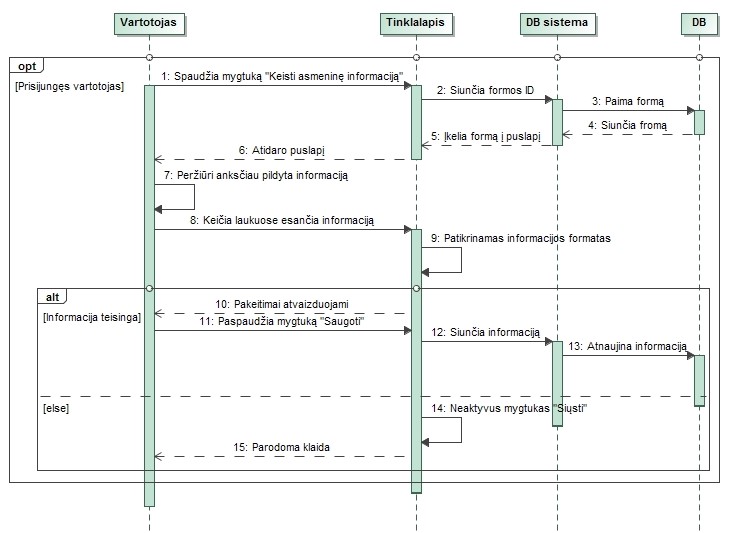 Vartotojas
Tinklalapis
DB sistema
DB
opt
[Prisijungęs vartotojas]
1: Spaudžia mygtuką "Keisti asmeninę informaciją"
2: Siunčia formos ID
3: Paima formą
4: Siunčia fromą
5: Įkelia formą į puslapį
6: Atidaro puslapį
7: Peržiūri anksčiau pildyta informaciją
8: Keičia laukuose esančia informaciją
9: Patikrinamas informacijos formatas
alt
[Informacija teisinga]
10: Pakeitimai atvaizduojami
11: Paspaudžia mygtuką "Saugoti"
12: Siunčia informaciją
13: Atnaujina informaciją
[else]
14: Neaktyvus mygtukas "Siųsti"
15: Parodoma klaida